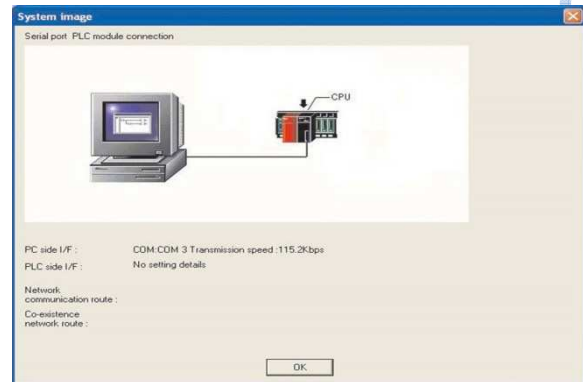 System image
Serial port PLC module connection
CPU
PC side I/F : COM:COM 3 Transmission speed :115.2Kbps
PLC side I/F : No setting details
Network
communication route :
Co-existence
network route :
OK